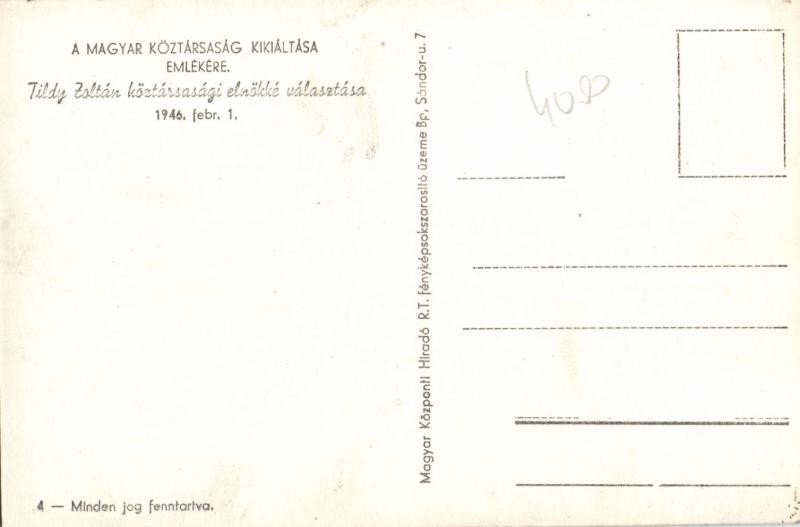 A MAGYAR KÖZTÁRSASÁG KIKIÁLTÁSA
EMLÉKÉRE.
Tildy Zoltán köztársasági elnökké választása
1946. febr. 1.
4 — Minden jog fenntartva.
Magyar Központi Híradó R.T. fényképsokszorosító üzeme Bp, Sándor-u. 7